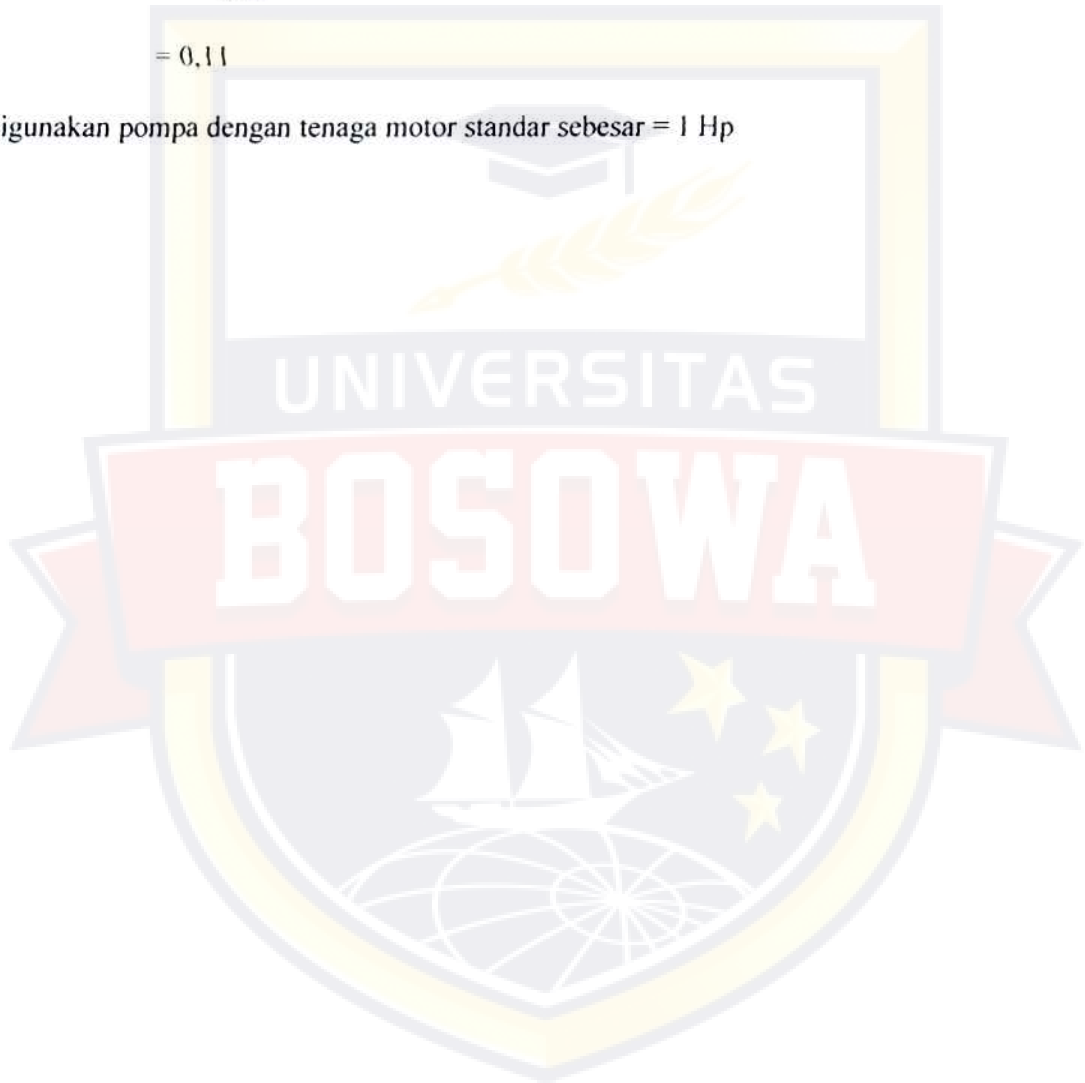 = 0,11
igunakan pompa dengan tenaga motor standar sebesar = 1 Hp
UNIVERSITAS
BOSOWA